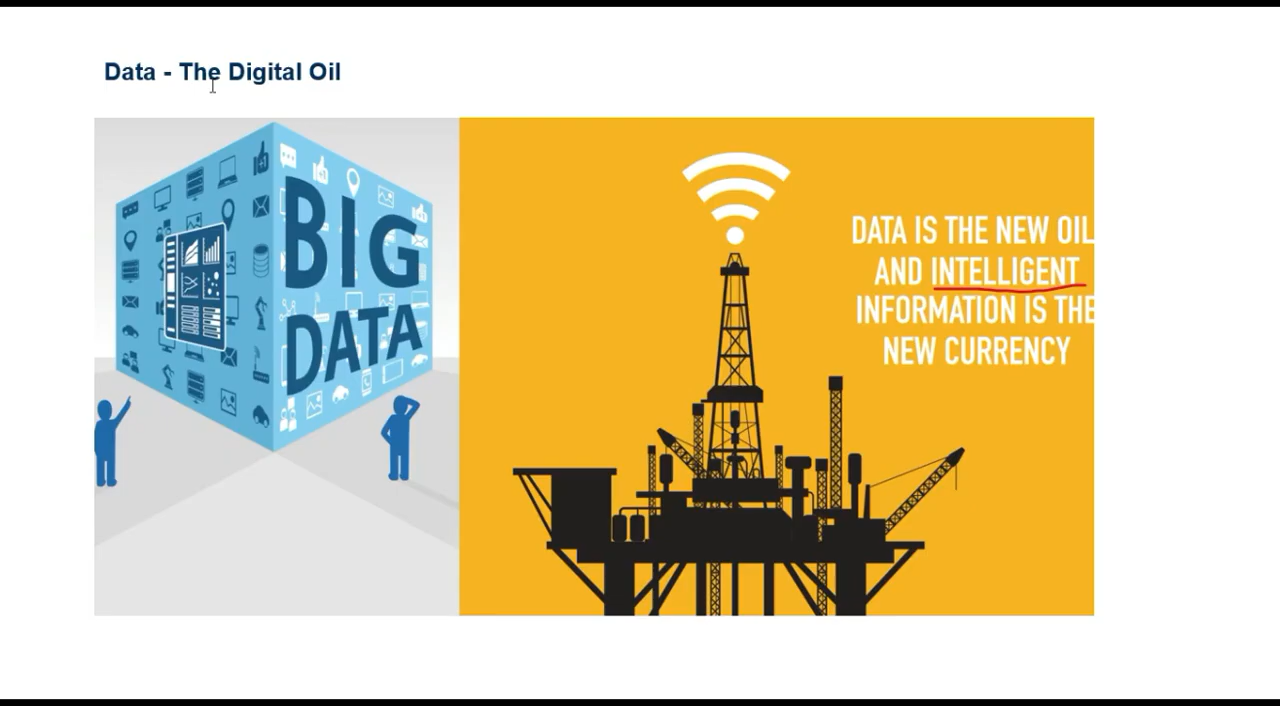 Data - The Digital Oil
BIG
DATA
DATA IS THE NEW OIL
AND INTELLIGENT
INFORMATION IS THE
NEW CURRENCY